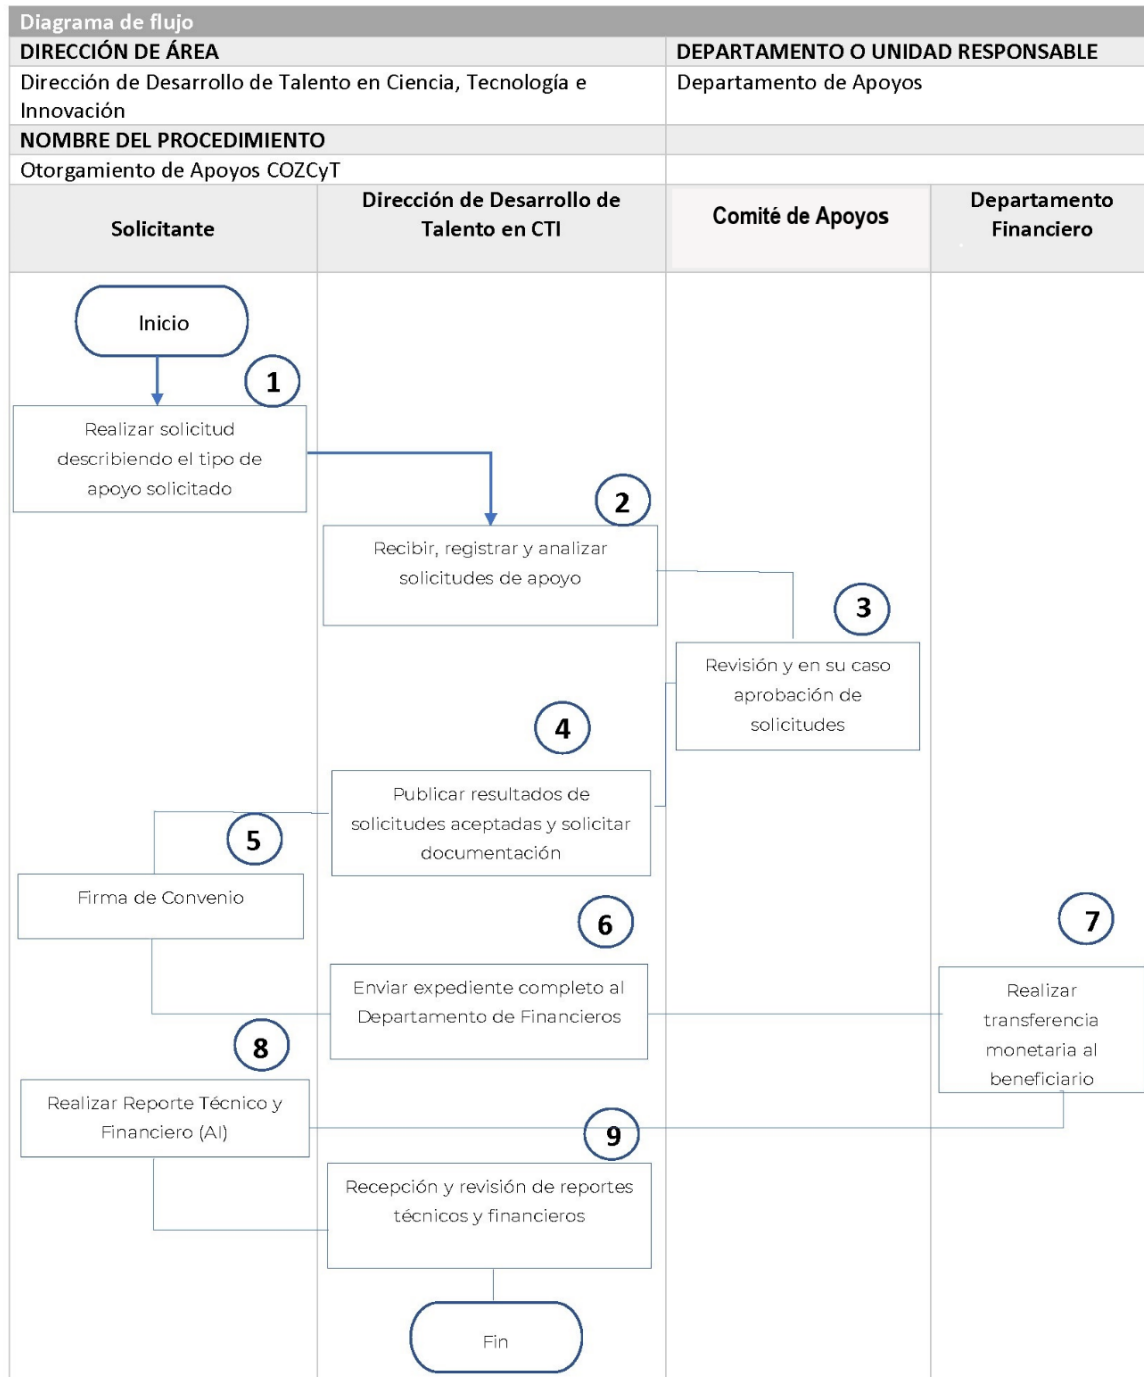 Diagrama de flujo
DIRECCIÓN DE ÁREA
DEPARTAMENTO O UNIDAD RESPONSABLE
Dirección de Desarrollo de Talento en Ciencia, Tecnología e
Innovación
Departamento de Apoyos
NOMBRE DEL PROCEDIMIENTO
Otorgamiento de Apoyos COZCyT
Solicitante
Dirección de Desarrollo de
Talento en CTI
Comité de Apoyos
Departamento
Financiero
Inicio
1
Realizar solicitud
describiendo el tipo de
apoyo solicitado
2
Recibir, registrar y analizar
solicitudes de apoyo
3
Revisión y en su caso
aprobación de
solicitudes
4
Publicar resultados de
solicitudes aceptadas y solicitar
documentación
5
Firma de Convenio
6
Enviar expediente completo al
Departamento de Financieros
7
Realizar
transferencia
monetaria al
beneficiario
8
Realizar Reporte Técnico y
Financiero (AI)
9
Recepción y revisión de reportes
técnicos y financieros
Fin